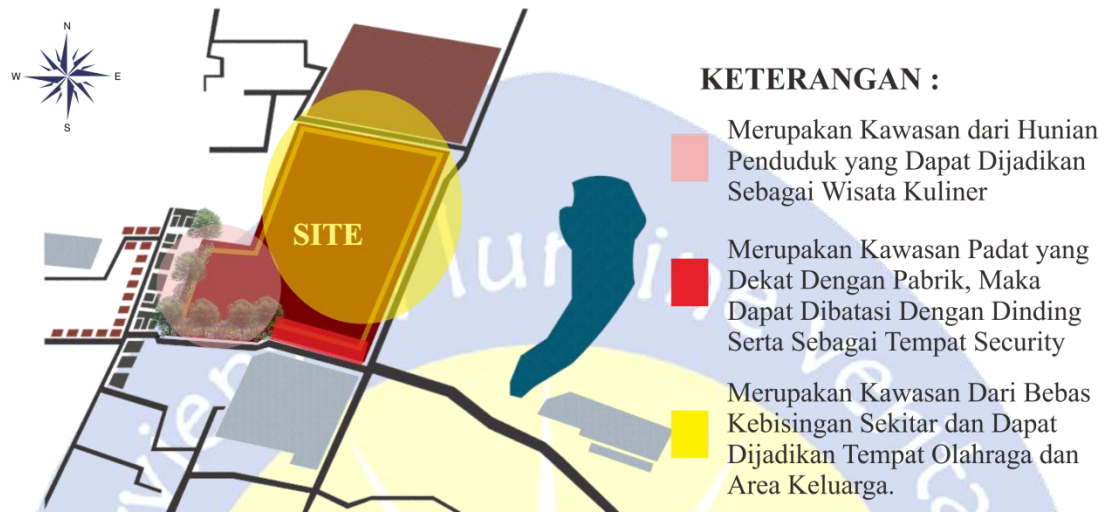 N
W
E
S
SITE
KETERANGAN :
Merupakan Kawasan dari Hunian
Penduduk yang Dapat Dijadikan
Sebagai Wisata Kuliner
Merupakan Kawasan Padat yang
Dekat Dengan Pabrik, Maka
Dapat Dibatasi Dengan Dinding
Serta Sebagai Tempat Security
Merupakan Kawasan Dari Bebas
Kebisingan Sekitar dan Dapat
Dijadikan Tempat Olahraga dan
Area Keluarga.